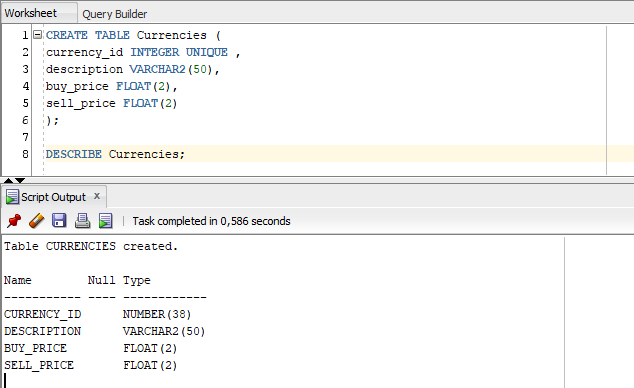 Worksheet Query Builder
1 CREATE TABLE Currencies (
2 currency_id INTEGER UNIQUE ,
3 description VARCHAR2(50),
4 buy_price FLOAT(2),
5 sell_price FLOAT(2)
6 );
7
8 DESCRIBE Currencies;
Script Output x
Task completed in 0,586 seconds
Table CURRENCIES created.
Name        Null Type
----------- ---- ------------
CURRENCY_ID      NUMBER(38)
DESCRIPTION      VARCHAR2(50)
BUY_PRICE        FLOAT(2)
SELL_PRICE       FLOAT(2)